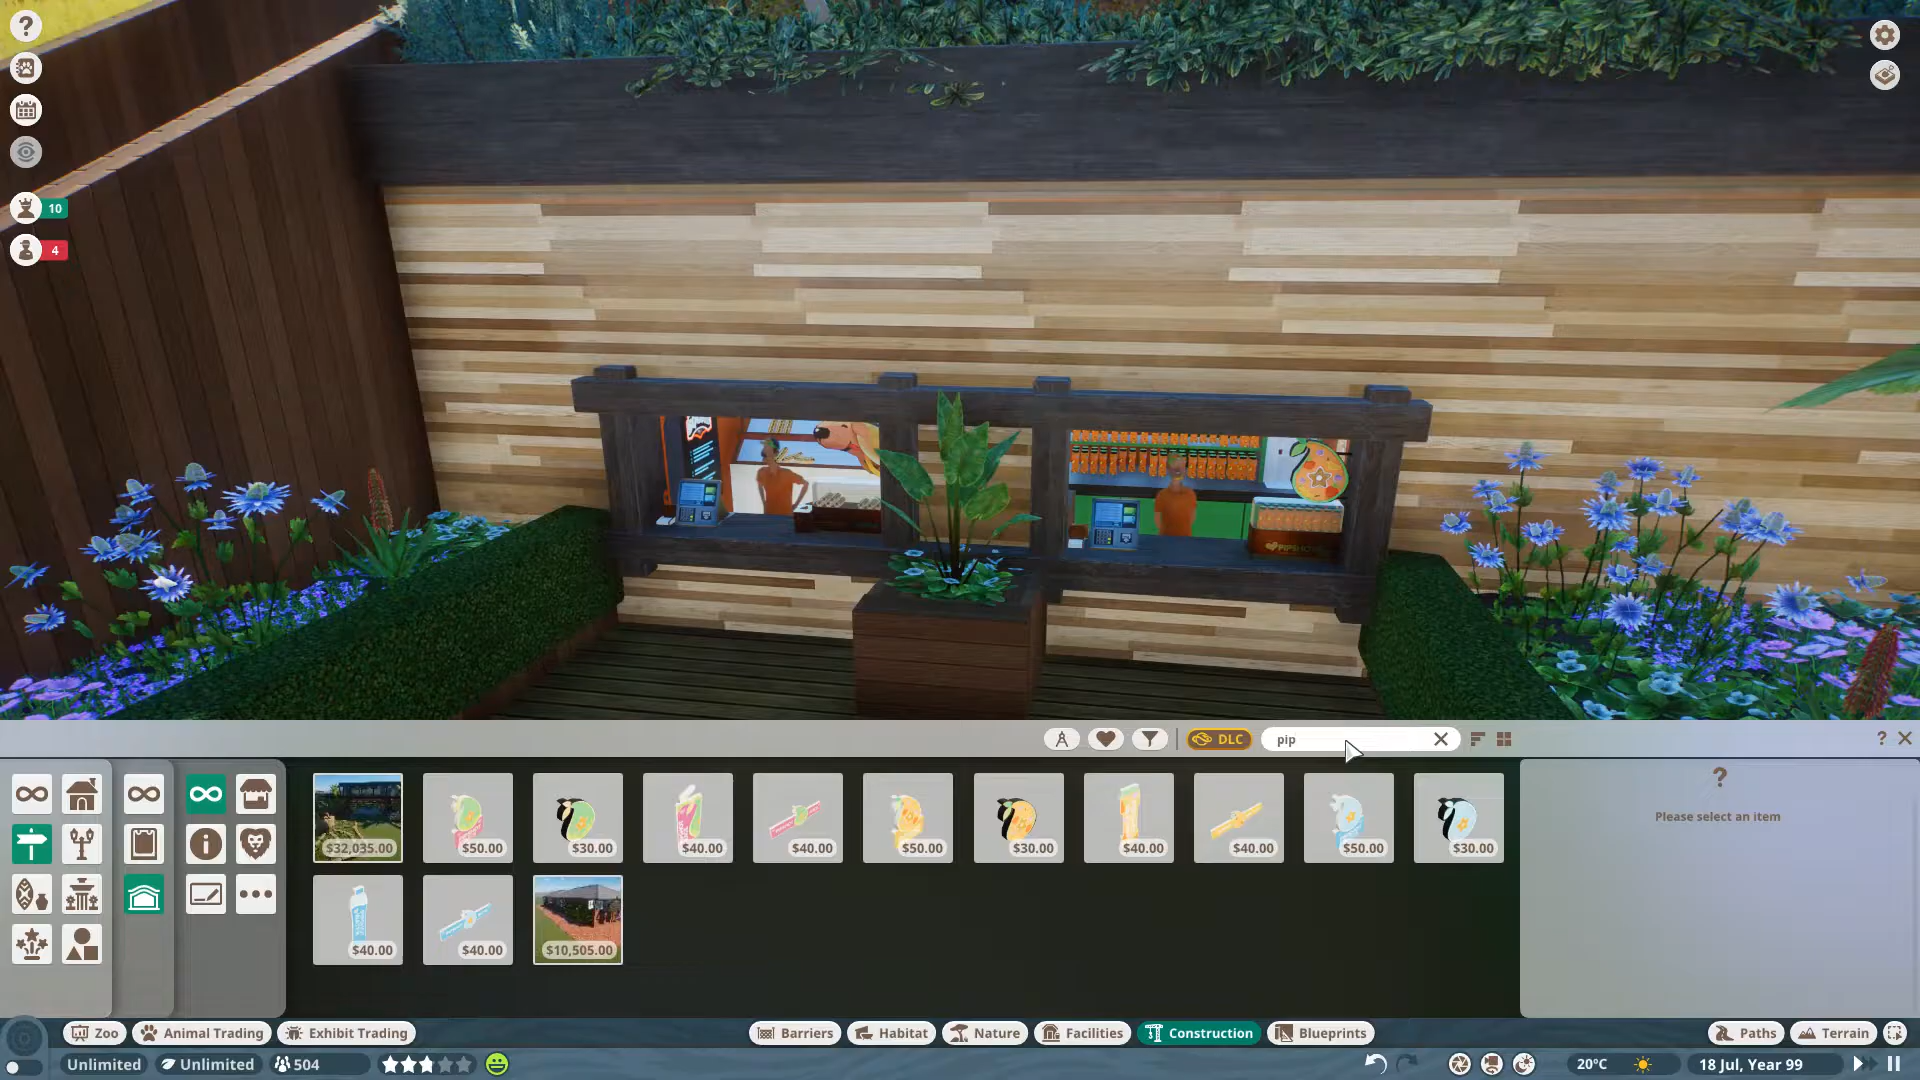 ?
10
4
PIPSHOT
DLC
pip
?
?
Please select an item
$32,035.00
$50.00
$30.00
$40.00
$40.00
$50.00
$30.00
$40.00
$40.00
$50.00
$30.00
$40.00
$40.00
$10,505.00
Zoo
Animal Trading
Exhibit Trading
Barriers
Habitat
Nature
Facilities
Construction
Blueprints
Paths
Terrain
Unlimited
Unlimited
504
20°C
18 Jul, Year 99